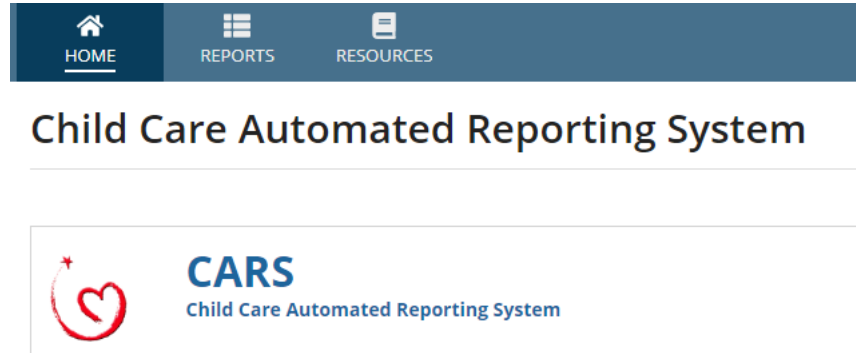 HOME
REPORTS
RESOURCES
Child Care Automated Reporting System
CARS
Child Care Automated Reporting System